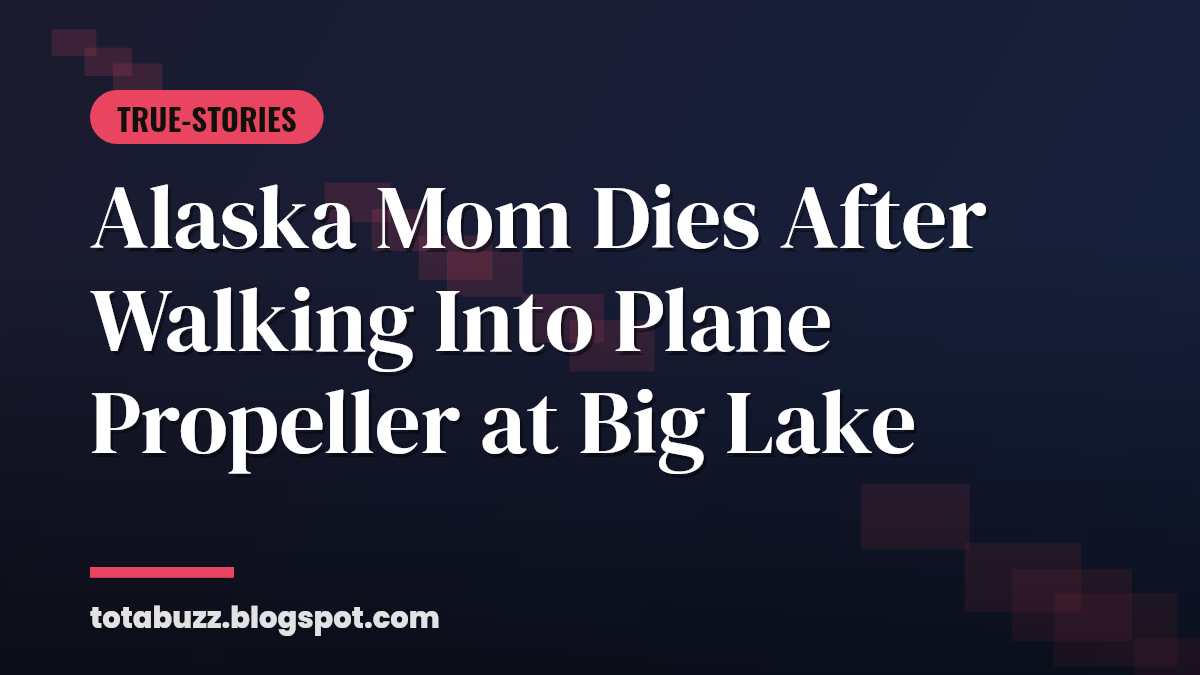 TRUE-STORIES
Alaska Mom Dies After
Walking Into Plane
Propeller at Big Lake
totabuzz.blogspot.com